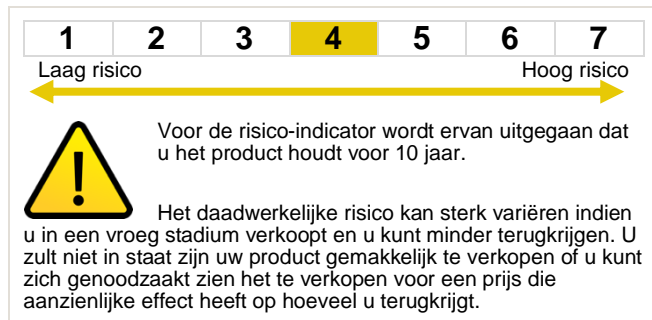 1 2 3 4 5 6 7
Laag risico Hoog risico
Voor de risico-indicator wordt ervan uitgegaan dat
u het product houdt voor 10 jaar.
Het daadwerkelijke risico kan sterk variëren indien
u in een vroeg stadium verkoopt en u kunt minder terugkrijgen. U
zult niet in staat zijn uw product gemakkelijk te verkopen of u kunt
zich genoodzaakt zien het te verkopen voor een prijs die
aanzienlijke effect heeft op hoeveel u terugkrijgt.